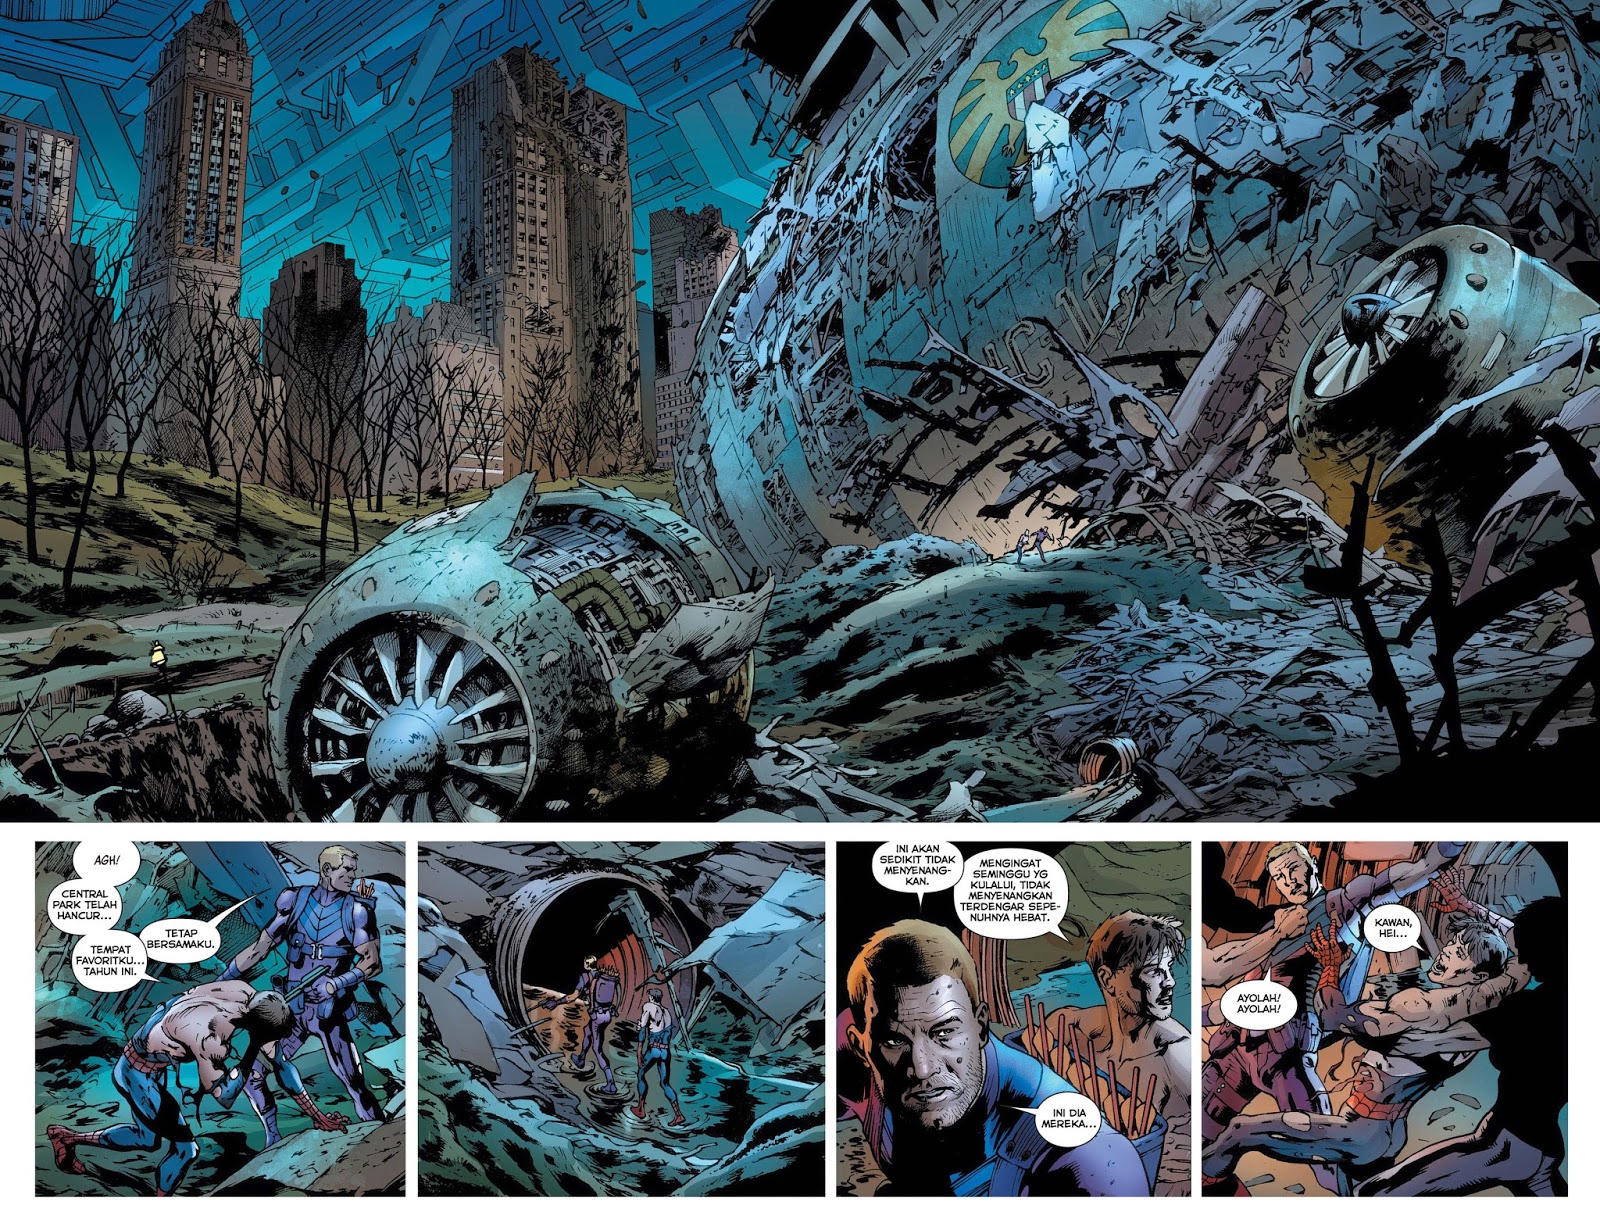 AGH!
CENTRAL
PARK TELAH
HANCUR...
TEMPAT
FAVORITKU...
TAHUN INI.
TETAP
BERSAMAKU.
INI AKAN
SEDIKIT TIDAK
MENYENANG-
KAN.
MENGINGAT
SEMINGGU YG
KULALUI, TIDAK
MENYENANGKAN
TERDENGAR SEPE-
NUHNYA HEBAT.
INI DIA
MEREKA...
AYOLAH!
AYOLAH!
KAWAN,
HEI...